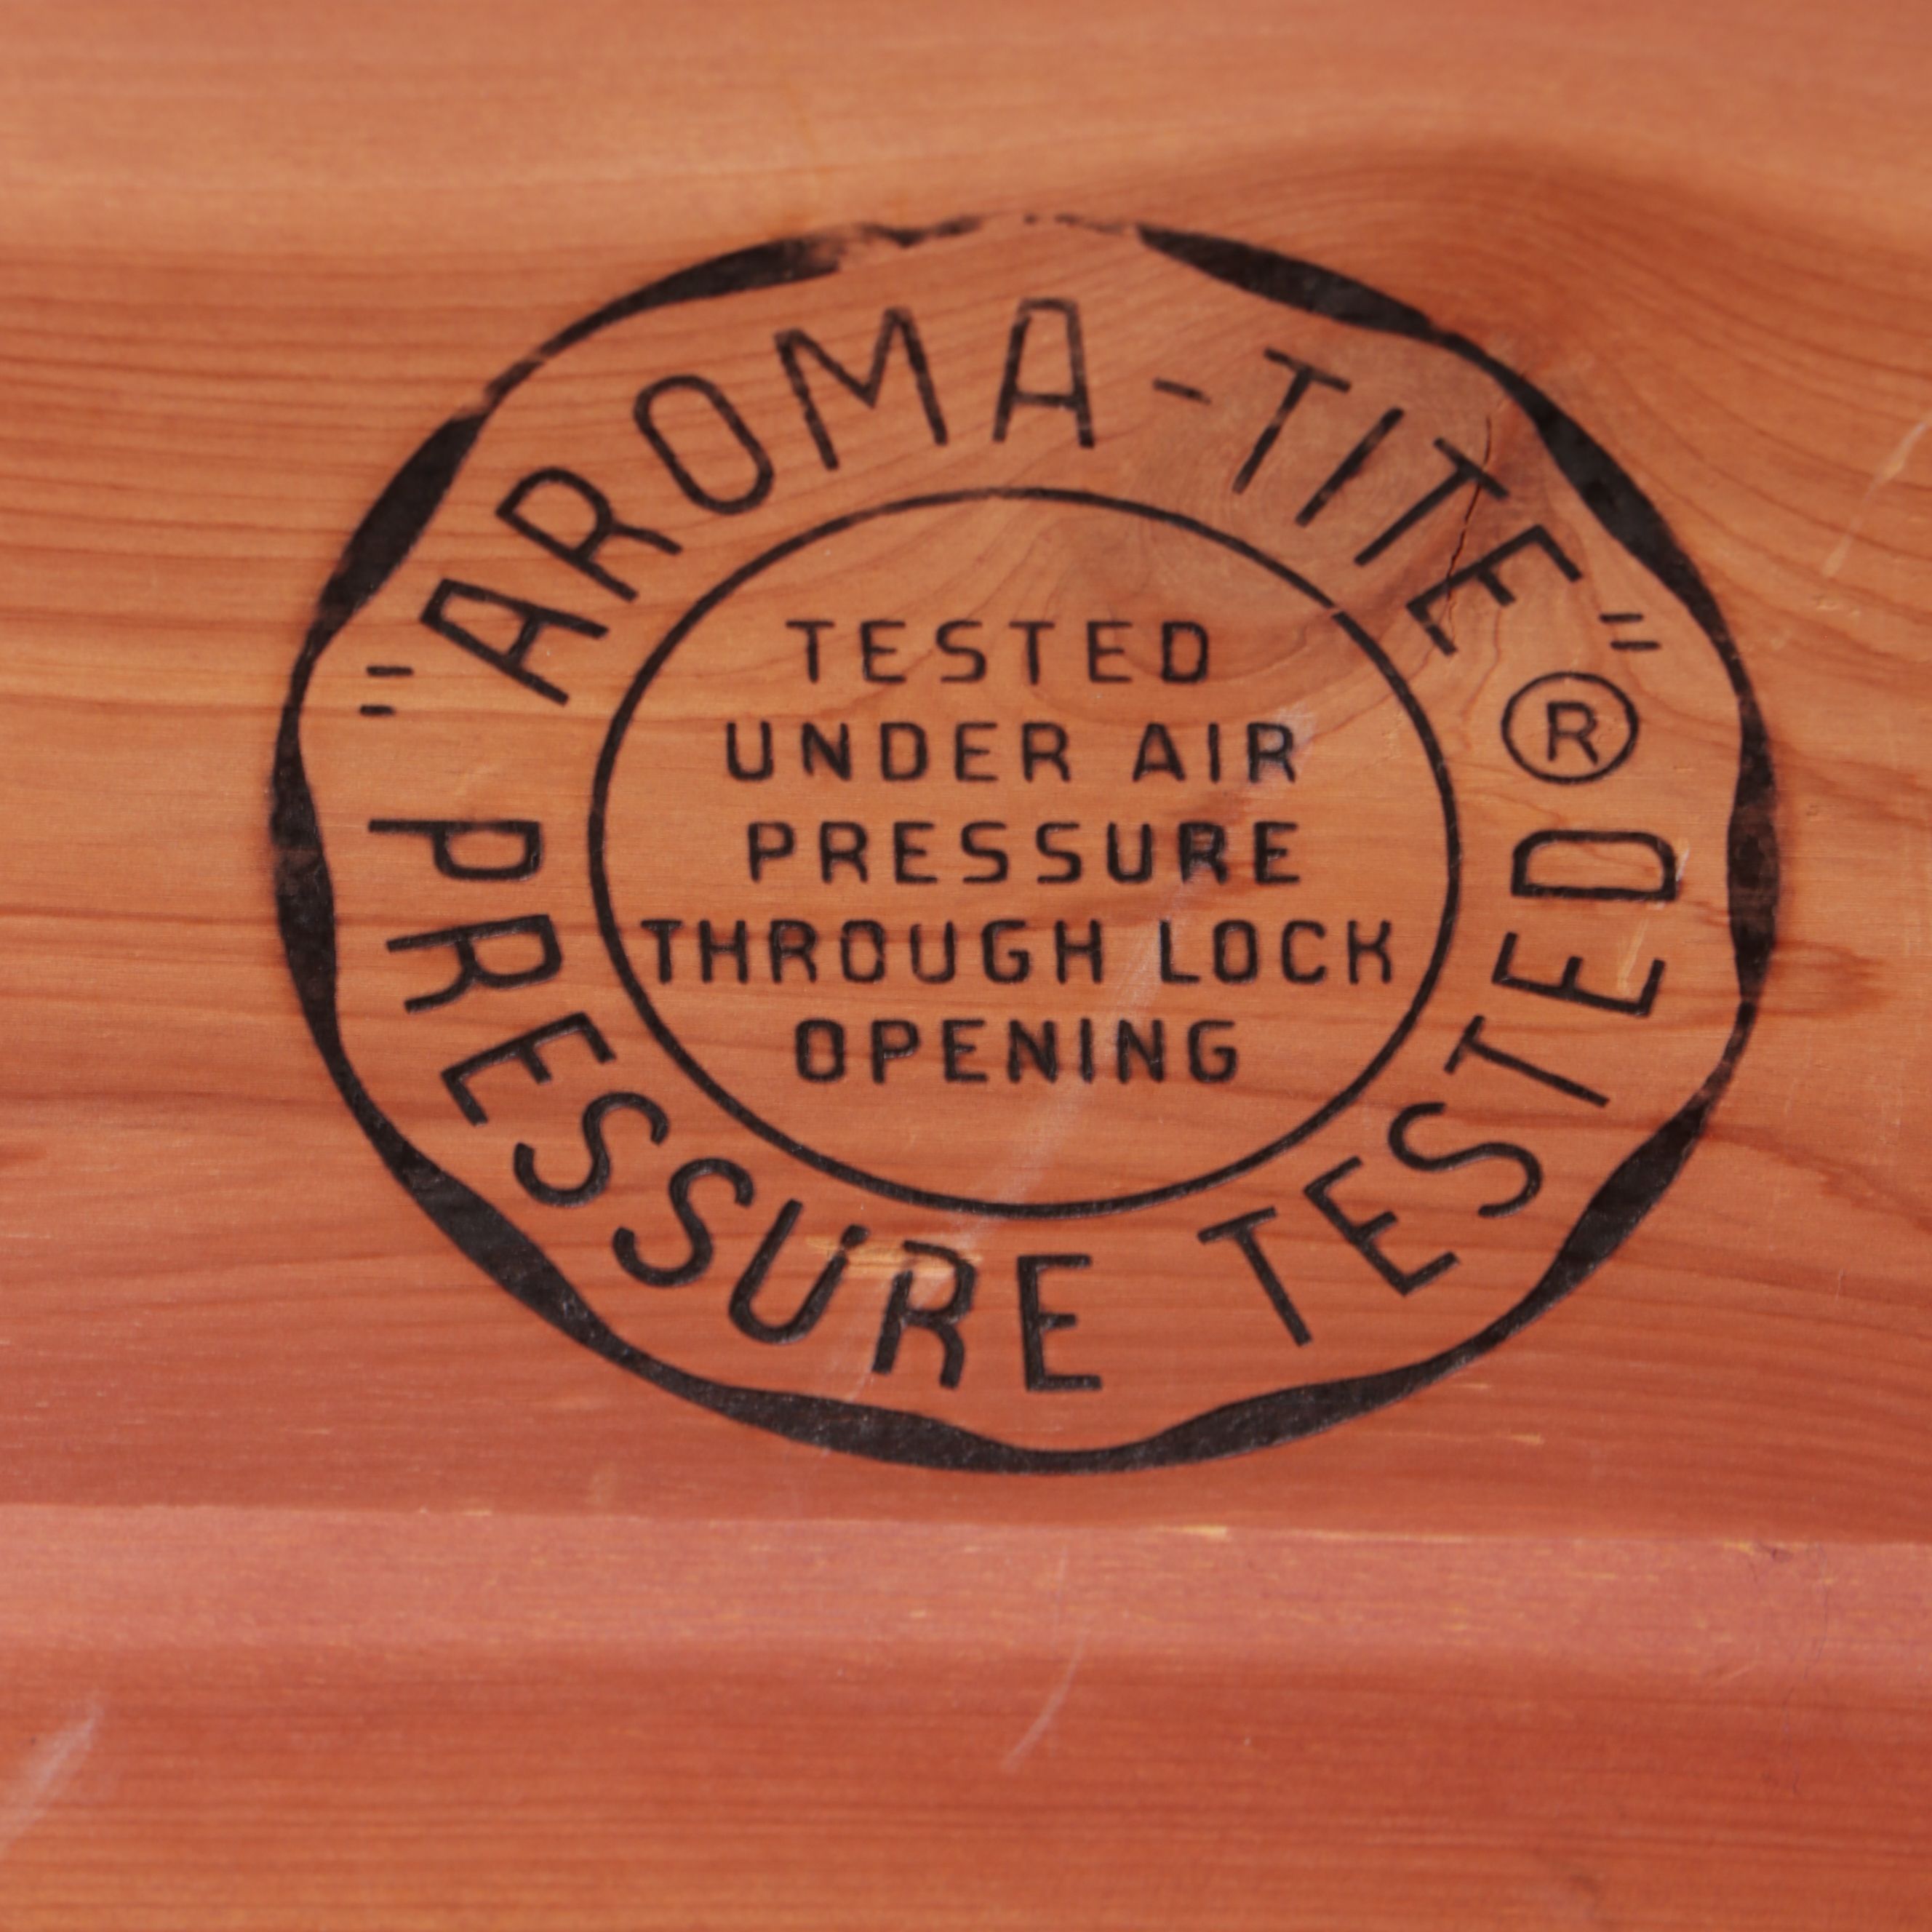 "AROMA-TITE"®
TESTED
UNDER AIR
PRESSURE
THROUGH LOCK
OPENING
PRESSURE TESTED